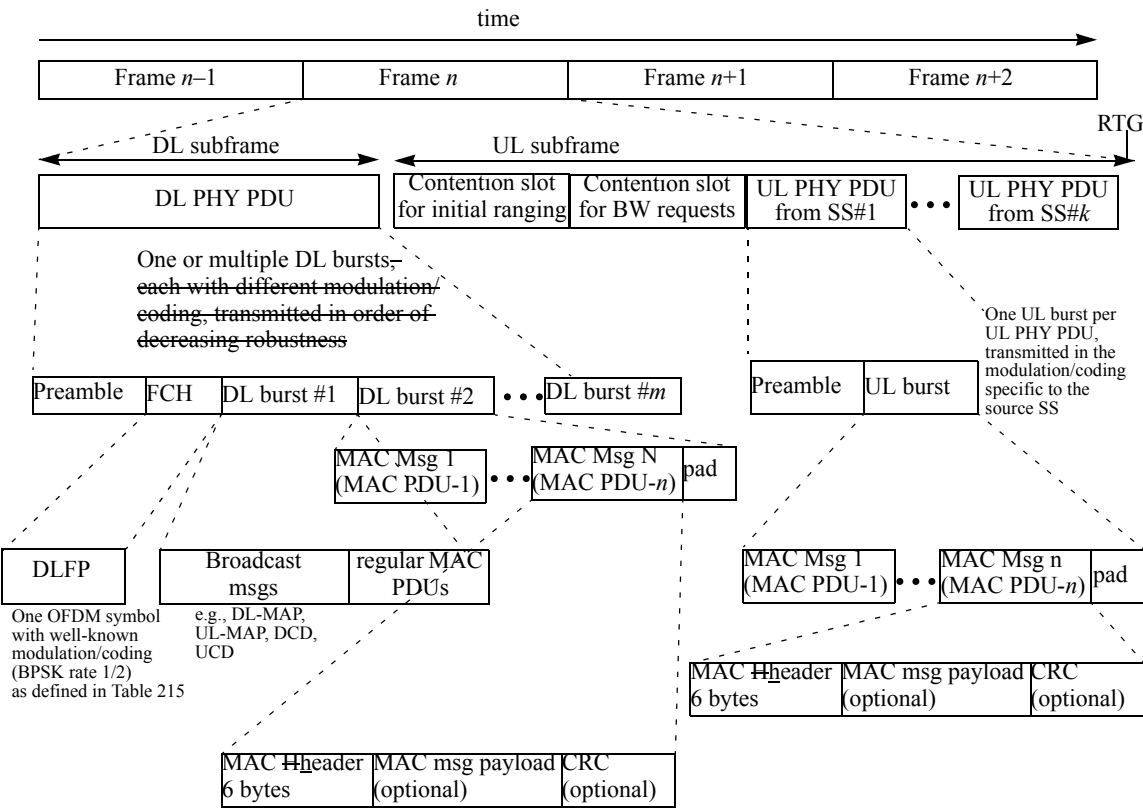 time
Frame n–1
Frame n
Frame n+1
Frame n+2
RTG
DL subframe
UL subframe
DL PHY PDU
Contention slot
for initial ranging
Contention slot
for BW requests
UL PHY PDU
from SS#1
UL PHY PDU
from SS#k
One or multiple DL bursts,
each with different modulation/
coding, transmitted in order of
decreasing robustness
One UL burst per
UL PHY PDU,
transmitted in the
modulation/coding
specific to the
source SS
Preamble
FCH
DL burst #1
DL burst #2
DL burst #m
Preamble
UL burst
MAC Msg 1
(MAC PDU-1)
MAC Msg N
(MAC PDU-n)
pad
DLFP
Broadcast
msgs
regular MAC
PDUs
MAC Msg 1
(MAC PDU-1)
MAC Msg n
(MAC PDU-n)
pad
One OFDM symbol
with well-known
modulation/coding
(BPSK rate 1/2)
as defined in Table 215
e.g., DL-MAP,
UL-MAP, DCD,
UCD
MAC Hheader
6 bytes
MAC msg payload
(optional)
CRC
(optional)
MAC Hheader
6 bytes
MAC msg payload
(optional)
CRC
(optional)